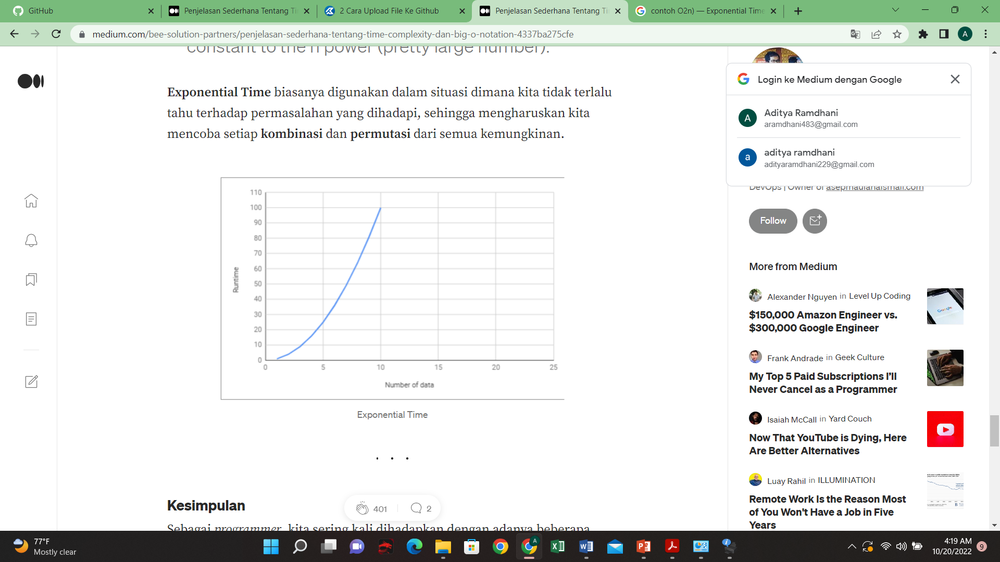 GitHub
Penjelasan Sederhana Tentang Ti
2 Cara Upload File Ke Github
Penjelasan Sederhana Tentang Ti
contoh O2n) — Exponential Time
medium.com/bee-solution-partners/penjelasan-sederhana-tentang-time-complexity-dan-big-o-notation-4337ba275cfe
A
constant to the n power (pretty large number).
Exponential Time biasanya digunakan dalam situasi dimana kita tidak terlalu
tahu terhadap permasalahan yang dihadapi, sehingga mengharuskan kita
mencoba setiap kombinasi dan permutasi dari semua kemungkinan.
110
100
90
80
70
60
50
40
30
20
10
0
Runtime
0 5 10 15 20 25
Number of data
Exponential Time
. . .
Kesimpulan
401
2
Sebagai programmer, kita sering kali dihadapkan dengan adanya beberapa
Login ke Medium dengan Google
A
Aditya Ramdhani
aramdhani483@gmail.com
a
aditya ramdhani
adityaramdhani229@gmail.com
DevOps | Owner of asepmaulanaismail.com
Follow
More from Medium
Alexander Nguyen in Level Up Coding
$150,000 Amazon Engineer vs.
$300,000 Google Engineer
Google
Frank Andrade in Geek Culture
My Top 5 Paid Subscriptions I’ll
Never Cancel as a Programmer
Isaiah McCall in Yard Couch
Now That YouTube is Dying, Here
Are Better Alternatives
Luay Rahil in ILLUMINATION
Remote Work Is the Reason Most
of You Won't Have a Job in Five
Years
77°F
Mostly clear
A
4:19 AM
10/20/2022
9